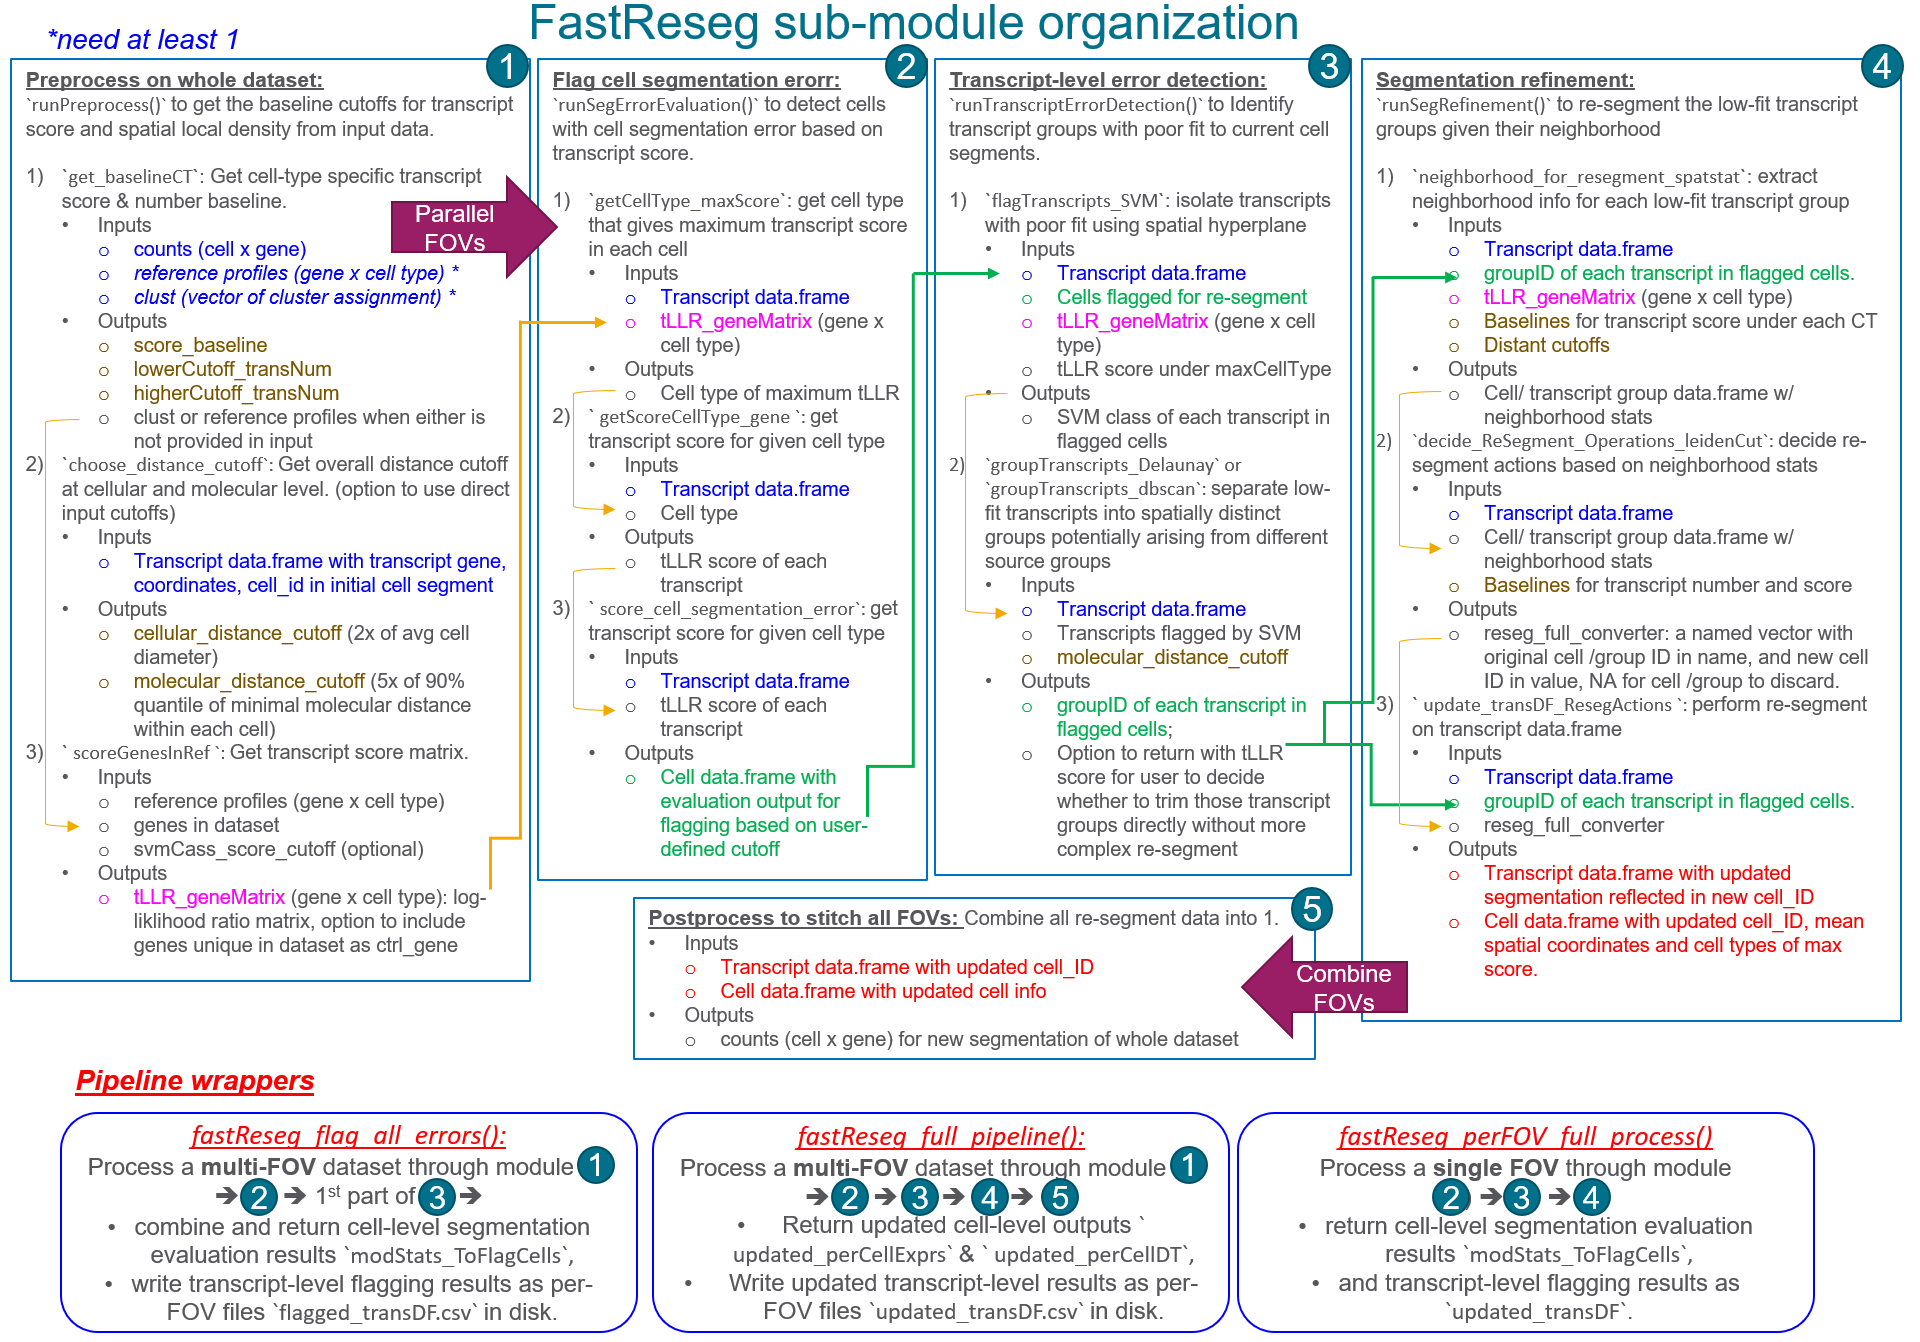 FastReseg sub-module organization
*need at least 1
1
Preprocess on whole dataset:
`runPreprocess()` to get the baseline cutoffs for transcript
score and spatial local density from input data.
1) `get_baselineCT`: Get cell-type specific transcript
score & number baseline.
• Inputs
o counts (cell x gene)
o reference profiles (gene x cell type) *
o clust (vector of cluster assignment) *
• Outputs
o score_baseline
o lowerCutoff_transNum
o higherCutoff_transNum
o clust or reference profiles when either is
not provided in input
2) `choose_distance_cutoff`: Get overall distance cutoff
at cellular and molecular level. (option to use direct
input cutoffs)
• Inputs
o Transcript data.frame with transcript gene,
coordinates, cell_id in initial cell segment
• Outputs
o cellular_distance_cutoff (2x of avg cell
diameter)
o molecular_distance_cutoff (5x of 90%
quantile of minimal molecular distance
within each cell)
3) ` scoreGenesInRef `: Get transcript score matrix.
• Inputs
o reference profiles (gene x cell type)
o genes in dataset
o svmCass_score_cutoff (optional)
• Outputs
o tLLR_geneMatrix (gene x cell type): log-
liklihood ratio matrix, option to include
genes unique in dataset as ctrl_gene
Parallel
FOVs
2
Flag cell segmentation erorr:
`runSegErrorEvaluation()` to detect cells
with cell segmentation error based on
transcript score.
1) `getCellType_maxScore`: get cell type
that gives maximum transcript score
in each cell
• Inputs
o Transcript data.frame
o tLLR_geneMatrix (gene x
cell type)
• Outputs
o Cell type of maximum tLLR
2) ` getScoreCellType_gene `: get
transcript score for given cell type
• Inputs
o Transcript data.frame
o Cell type
• Outputs
o tLLR score of each
transcript
3) ` score_cell_segmentation_error`: get
transcript score for given cell type
• Inputs
o Transcript data.frame
o tLLR score of each
transcript
• Outputs
o Cell data.frame with
evaluation output for
flagging based on user-
defined cutoff
3
Transcript-level error detection:
`runTranscriptErrorDetection()` to Identify
transcript groups with poor fit to current cell
segments.
1) `flagTranscripts_SVM`: isolate transcripts
with poor fit using spatial hyperplane
• Inputs
o Transcript data.frame
o Cells flagged for re-segment
o tLLR_geneMatrix (gene x cell
type)
o tLLR score under maxCellType
• Outputs
o SVM class of each transcript in
flagged cells
2) `groupTranscripts_Delaunay` or
`groupTranscripts_dbscan`: separate low-
fit transcripts into spatially distinct
groups potentially arising from different
source groups
• Inputs
o Transcript data.frame
o Transcripts flagged by SVM
o molecular_distance_cutoff
• Outputs
o groupID of each transcript in
flagged cells;
o Option to return with tLLR
score for user to decide
whether to trim those transcript
groups directly without more
complex re-segment
4
Segmentation refinement:
`runSegRefinement()` to re-segment the low-fit transcript
groups given their neighborhood
1) `neighborhood_for_resegment_spatstat`: extract
neighborhood info for each low-fit transcript group
• Inputs
o Transcript data.frame
o groupID of each transcript in flagged cells.
o tLLR_geneMatrix (gene x cell type)
o Baselines for transcript score under each CT
o Distant cutoffs
• Outputs
o Cell/ transcript group data.frame w/
neighborhood stats
2) `decide_ReSegment_Operations_leidenCut`: decide re-
segment actions based on neighborhood stats
• Inputs
o Transcript data.frame
o Cell/ transcript group data.frame w/
neighborhood stats
o Baselines for transcript number and score
• Outputs
o reseg_full_converter: a named vector with
original cell /group ID in name, and new cell
ID in value, NA for cell /group to discard.
3) ` update_transDF_ResegActions `: perform re-segment
on transcript data.frame
• Inputs
o Transcript data.frame
o groupID of each transcript in flagged cells.
o reseg_full_converter
• Outputs
o Transcript data.frame with updated
segmentation reflected in new cell_ID
o Cell data.frame with updated cell_ID, mean
spatial coordinates and cell types of max
score.
Combine
FOVs
5
Postprocess to stitch all FOVs: Combine all re-segment data into 1.
• Inputs
o Transcript data.frame with updated cell_ID
o Cell data.frame with updated cell info
• Outputs
o counts (cell x gene) for new segmentation of whole dataset
Pipeline wrappers
fastReseg_flag_all_errors():
Process a multi-FOV dataset through module 1
➔ 2 ➔ 1st part of 3 ➔
• combine and return cell-level segmentation
evaluation results `modStats_ToFlagCells`,
• write transcript-level flagging results as per-
FOV files `flagged_transDF.csv` in disk.
fastReseg_full_pipeline():
Process a multi-FOV dataset through module 1
➔ 2 ➔ 3 ➔ 4 ➔ 5
• Return updated cell-level outputs `
updated_perCellExprs` & ` updated_perCellDT`,
• Write updated transcript-level results as per-
FOV files `updated_transDF.csv` in disk.
fastReseg_perFOV_full_process()
Process a single FOV through module
2 ➔ 3 ➔ 4
• return cell-level segmentation evaluation
results `modStats_ToFlagCells`,
• and transcript-level flagging results as
`updated_transDF`.